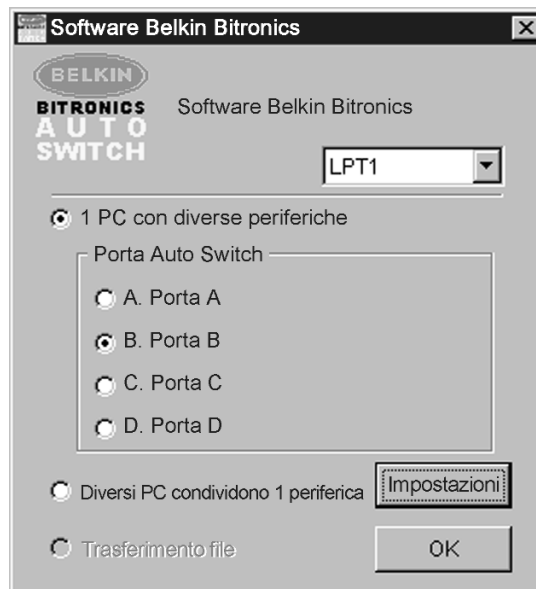 Software Belkin Bitronics
BELKIN
BITRONICS
AUTO
SWITCH
Software Belkin Bitronics
LPT1
1 PC con diverse periferiche
Porta Auto Switch
A. Porta A
B. Porta B
C. Porta C
D. Porta D
Diversi PC condividono 1 periferica
Impostazioni
Trasferimento file
OK